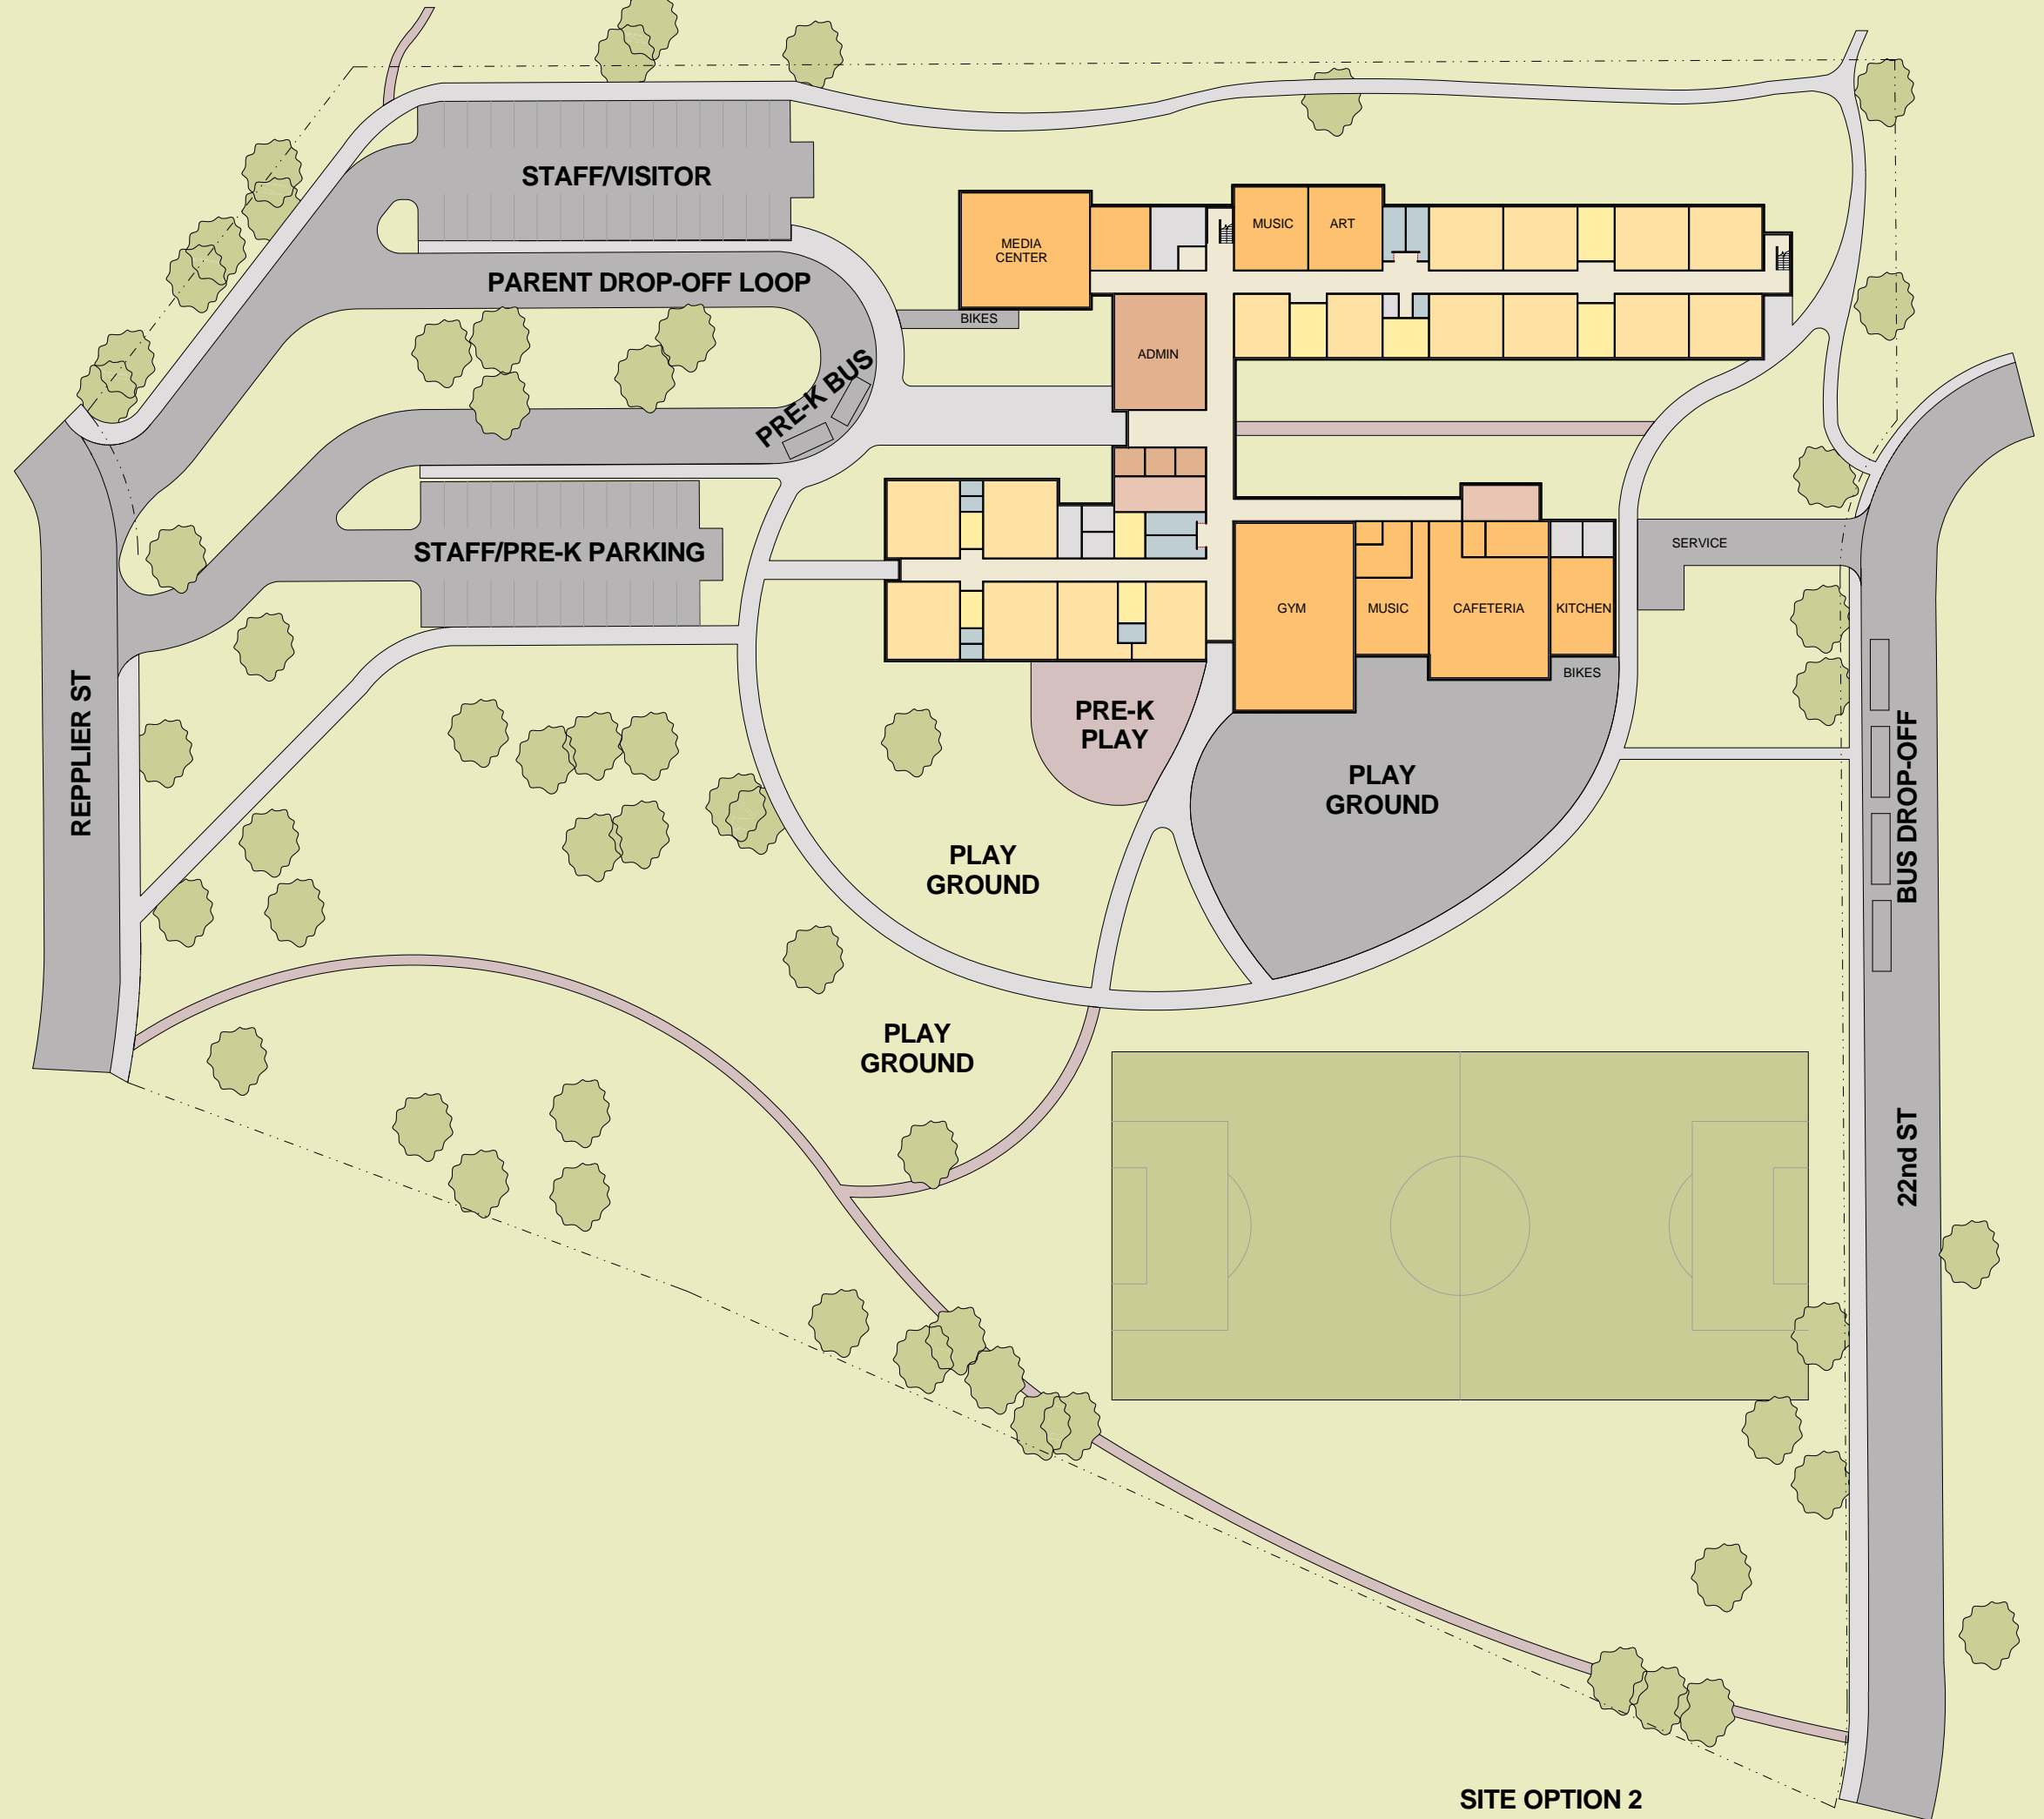 STAFF/VISITOR
MUSIC
ART
MEDIA
CENTER
PARENT DROP-OFF LOOP
BIKES
ADMIN
PRE-K BUS
STAFF/PRE-K PARKING
SERVICE
GYM
MUSIC
CAFETERIA
KITCHEN
BIKES
PRE-K
PLAY
REPPLIER ST
PLAY
GROUND
BUS DROP-OFF
PLAY
GROUND
PLAY
GROUND
22nd ST
SITE OPTION 2